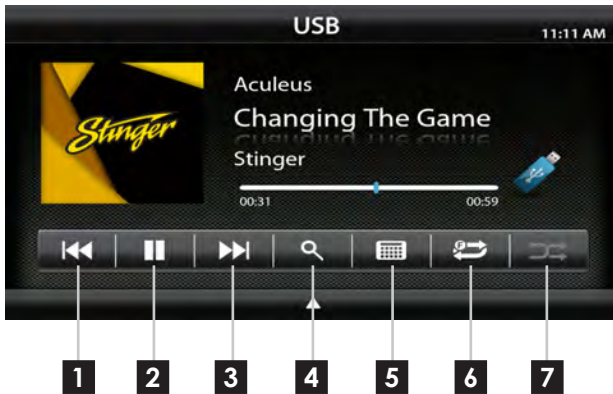 USB
11:11 AM
Stinger
Aculeus
Changing The Game
Stinger
00:31 00:59
1 2 3 4 5 6 7